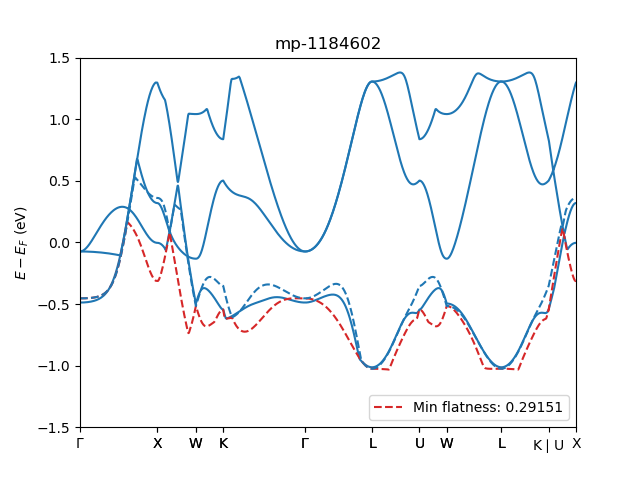 mp-1184602
E − E_F (eV)
1.5
1.0
0.5
0.0
−0.5
−1.0
−1.5
Min flatness: 0.29151
Γ X W K Γ L U W L K | U X